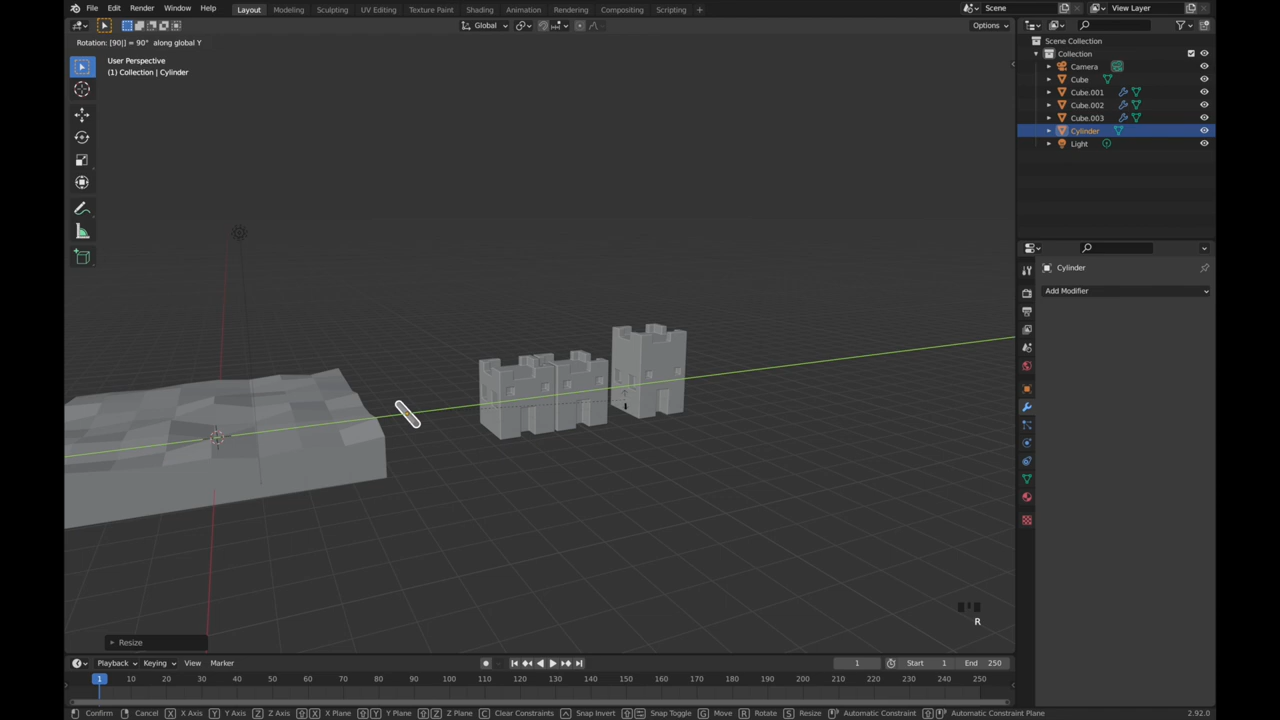 File Edit Render Window Help Layout Modeling Sculpting UV Editing Texture Paint Shading Animation Rendering Compositing Scripting + Scene View Layer
Global Options
Rotation: [90|] = 90° along global Y
User Perspective
(1) Collection | Cylinder
Scene Collection
Collection
Camera
Cube
Cube.001
Cube.002
Cube.003
Cylinder
Light
Cylinder
Add Modifier
R
Resize
Playback Keying View Marker 1 Start 1 End 250
1 10 20 30 40 50 60 70 80 90 100 110 120 130 140 150 160 170 180 190 200 210 220 230 240 250
Confirm Cancel X X Axis Y Y Axis Z Z Axis X X Plane Y Y Plane Z Z Plane C Clear Constraints Snap Invert Snap Toggle G Move R Rotate S Resize Automatic Constraint Automatic Constraint Plane 2.92.0